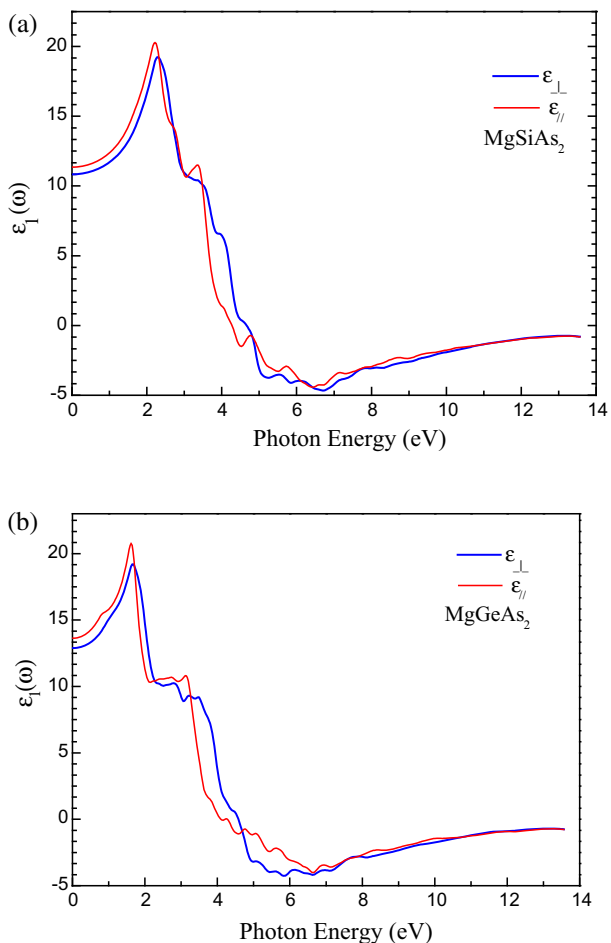 (a)
20
15
10
5
0
-5
ε₁(ω)
ε_|_
ε//
MgSiAs₂
0 2 4 6 8 10 12 14
Photon Energy (eV)
(b)
20
15
10
5
0
-5
ε₁(ω)
ε_|_
ε//
MgGeAs₂
0 2 4 6 8 10 12 14
Photon Energy (eV)